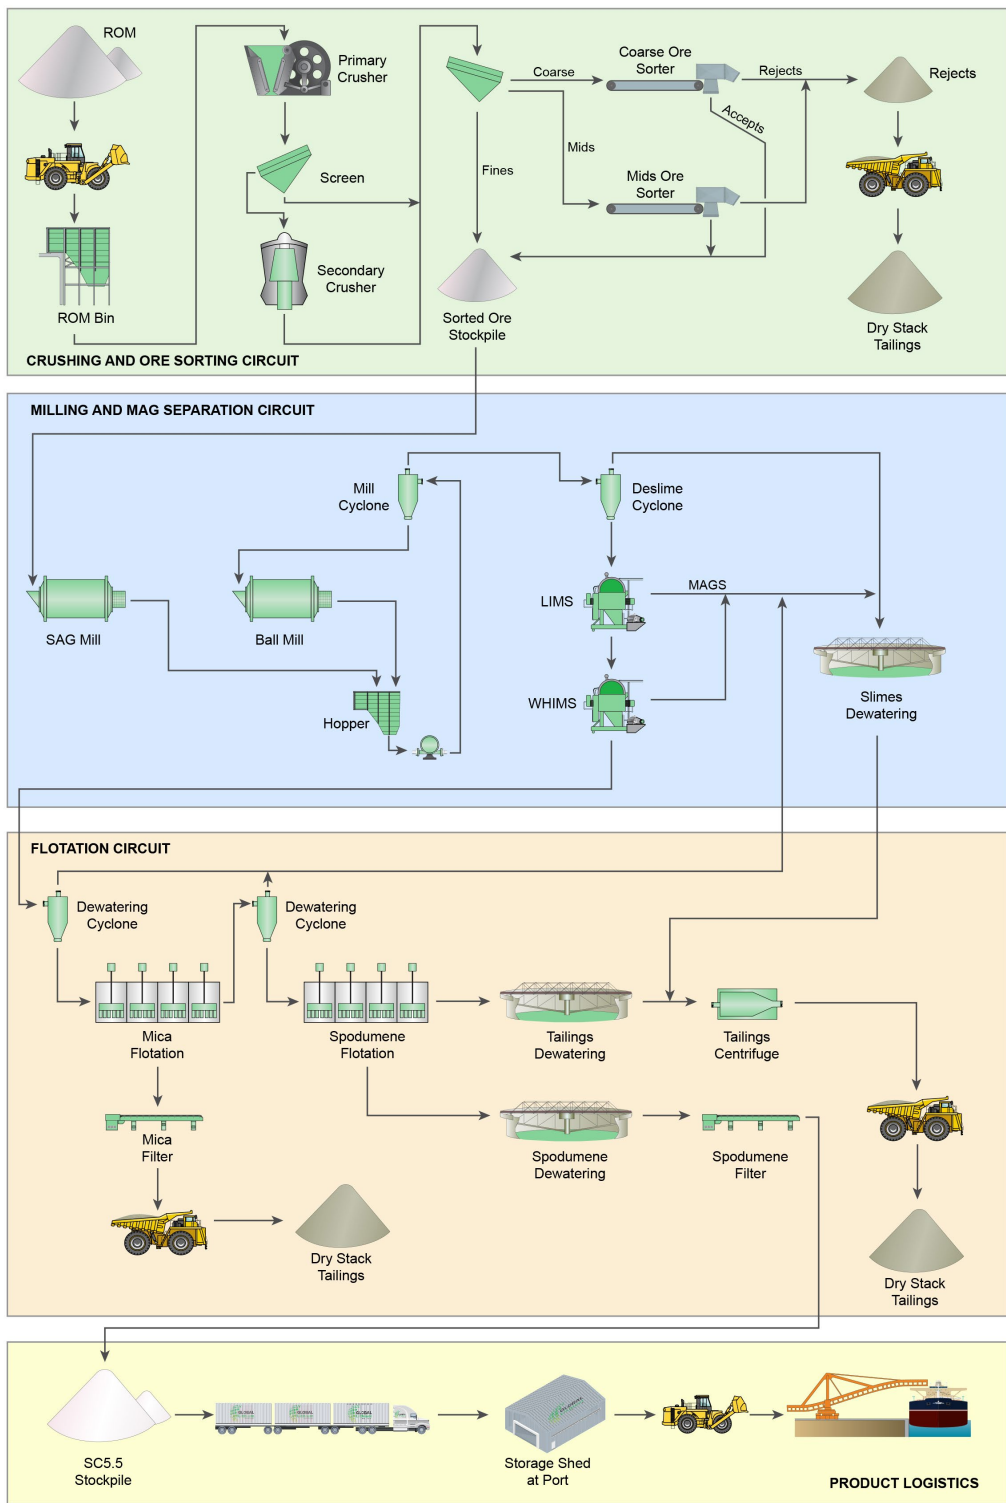 ROM
Primary
Crusher
Coarse Ore
Sorter
Coarse
Rejects
Rejects
Accepts
Mids
Fines
Mids Ore
Sorter
Screen
ROM Bin
Secondary
Crusher
Sorted Ore
Stockpile
Dry Stack
Tailings
CRUSHING AND ORE SORTING CIRCUIT
MILLING AND MAG SEPARATION CIRCUIT
Mill
Cyclone
Deslime
Cyclone
LIMS
MAGS
SAG Mill
Ball Mill
Hopper
WHIMS
Slimes
Dewatering
FLOTATION CIRCUIT
Dewatering
Cyclone
Dewatering
Cyclone
Mica
Flotation
Spodumene
Flotation
Tailings
Dewatering
Tailings
Centrifuge
Mica
Filter
Spodumene
Dewatering
Spodumene
Filter
Dry Stack
Tailings
Dry Stack
Tailings
GLOBAL
GLOBAL
GLOBAL
SC5.5
Stockpile
Storage Shed
at Port
PRODUCT LOGISTICS